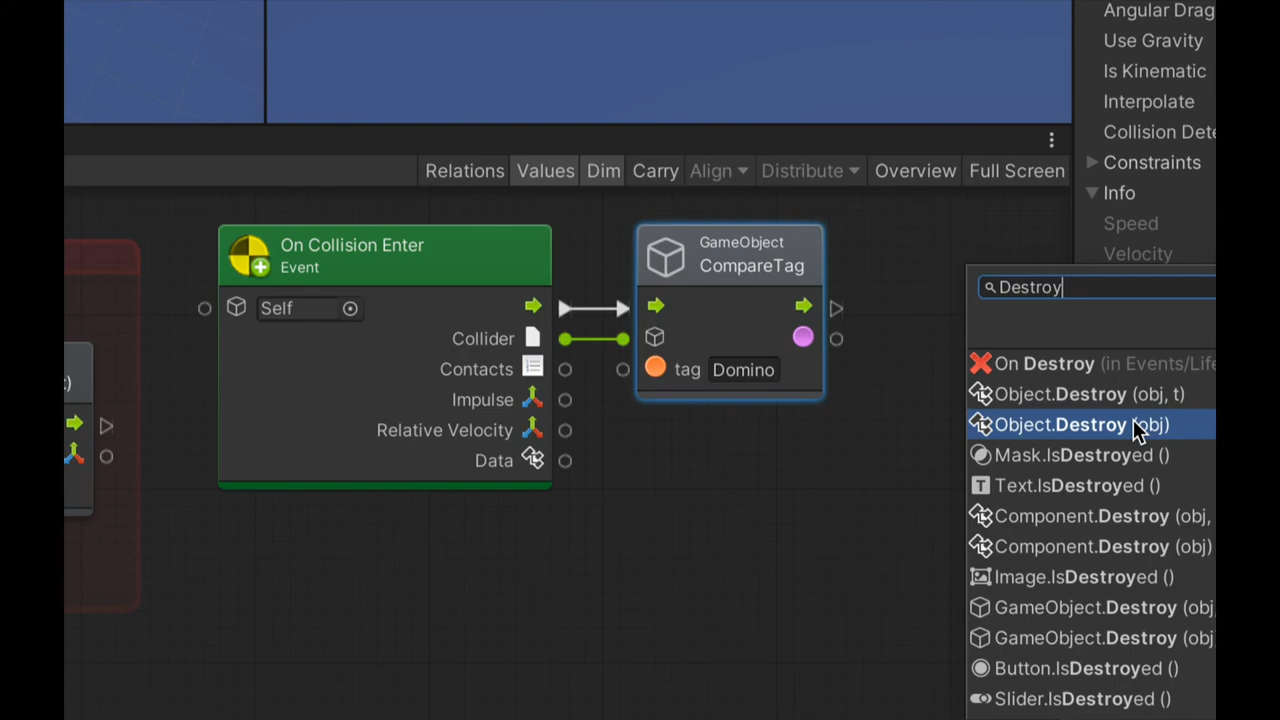 Angular Drag
Use Gravity
Is Kinematic
Interpolate
Collision Dete
Constraints
Info
Speed
Velocity
Relations Values Dim Carry Align Distribute Overview Full Screen
On Collision Enter
Event
Self
Collider
Contacts
Impulse
Relative Velocity
Data
GameObject
CompareTag
tag Domino
)
Destroy
On Destroy (in Events/Life
Object.Destroy (obj, t)
Object.Destroy (obj)
Mask.IsDestroyed ()
Text.IsDestroyed ()
Component.Destroy (obj,
Component.Destroy (obj)
Image.IsDestroyed ()
GameObject.Destroy (obj,
GameObject.Destroy (obj
Button.IsDestroyed ()
Slider.IsDestroyed ()